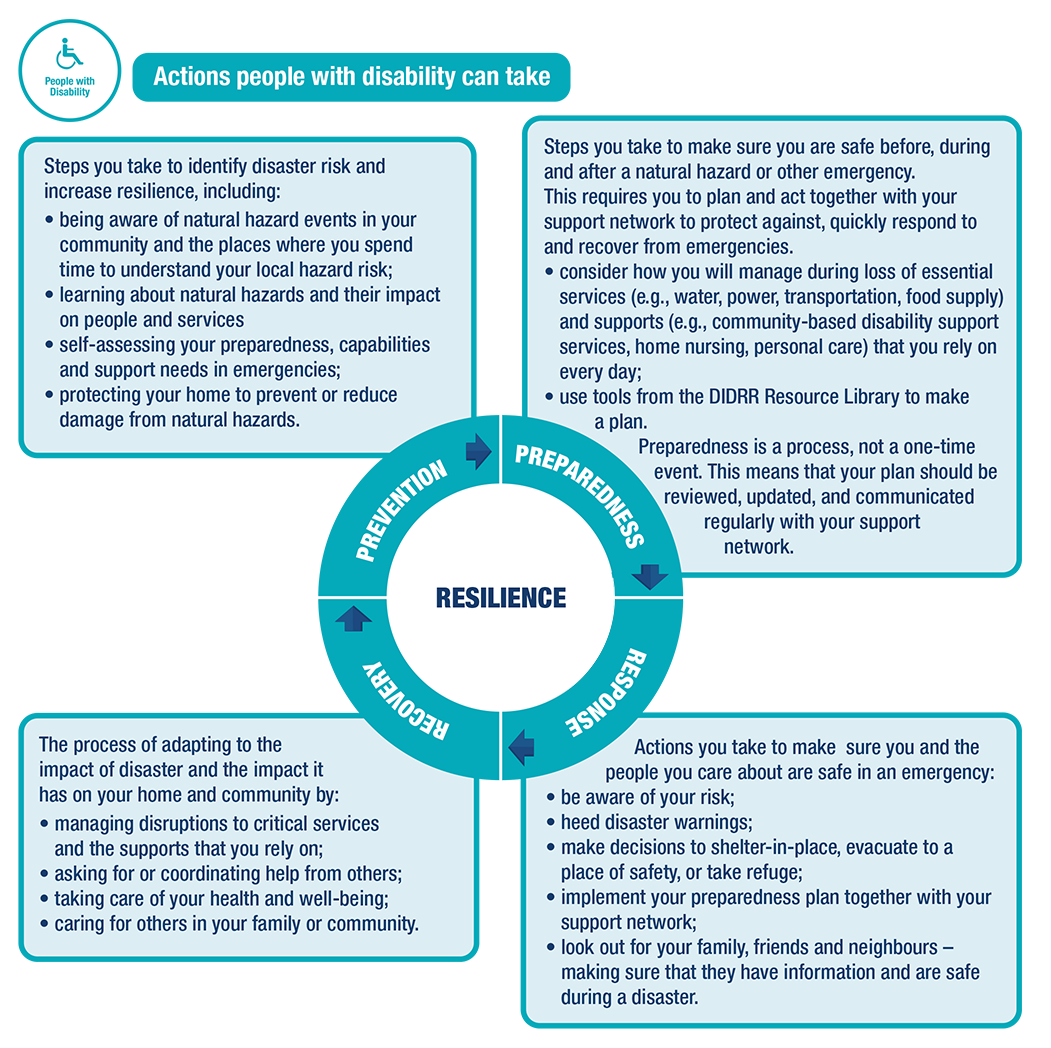 People with
Disability
Actions people with disability can take
Steps you take to identify disaster risk and
increase resilience, including:
• being aware of natural hazard events in your
community and the places where you spend
time to understand your local hazard risk;
• learning about natural hazards and their impact
on people and services
• self-assessing your preparedness, capabilities
and support needs in emergencies;
• protecting your home to prevent or reduce
damage from natural hazards.
Steps you take to make sure you are safe before, during
and after a natural hazard or other emergency.
This requires you to plan and act together with your
support network to protect against, quickly respond to
and recover from emergencies.
• consider how you will manage during loss of essential
services (e.g., water, power, transportation, food supply)
and supports (e.g., community-based disability support
services, home nursing, personal care) that you rely on
every day;
• use tools from the DIDRR Resource Library to make
a plan.
Preparedness is a process, not a one-time
event. This means that your plan should be
reviewed, updated, and communicated
regularly with your support
network.
PREVENTION
PREPAREDNESS
RESILIENCE
RECOVERY
RESPONSE
The process of adapting to the
impact of disaster and the impact it
has on your home and community by:
• managing disruptions to critical services
and the supports that you rely on;
• asking for or coordinating help from others;
• taking care of your health and well-being;
• caring for others in your family or community.
Actions you take to make sure you and the
people you care about are safe in an emergency:
• be aware of your risk;
• heed disaster warnings;
• make decisions to shelter-in-place, evacuate to a
place of safety, or take refuge;
• implement your preparedness plan together with your
support network;
• look out for your family, friends and neighbours –
making sure that they have information and are safe
during a disaster.